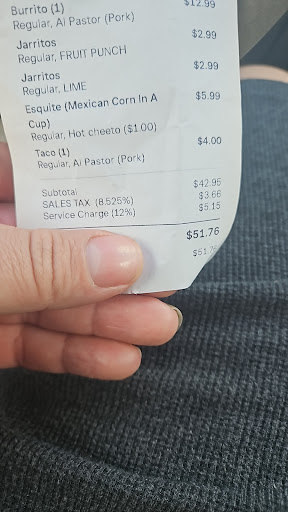 Burrito (1) $12.99
Regular, Al Pastor (Pork)
Jarritos $2.99
Regular, FRUIT PUNCH
Jarritos $2.99
Regular, LIME
Esquite (Mexican Corn In A $5.99
Cup)
Regular, Hot cheeto ($1.00)
Taco (1) $4.00
Regular, Al Pastor (Pork)
Subtotal $42.95
SALES TAX (8.525%) $3.66
Service Charge (12%) $5.15
$51.76